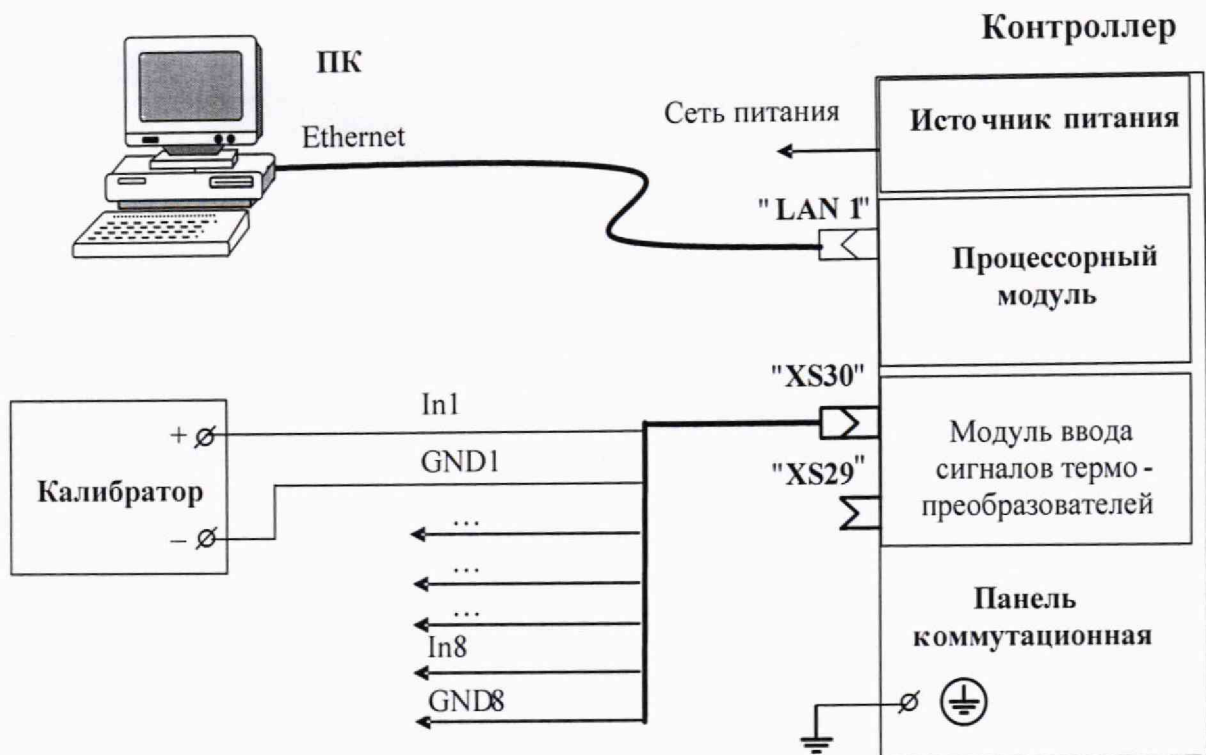 Контроллер
ПК
Ethernet
Сеть питания
Источник питания
"LAN 1"
Процессорный
модуль
"XS30"
In1
+
Калибратор
−
GND1
"XS29"
Модуль ввода
сигналов термо -
преобразователей
...
...
...
In8
GND8
Панель
коммутационная